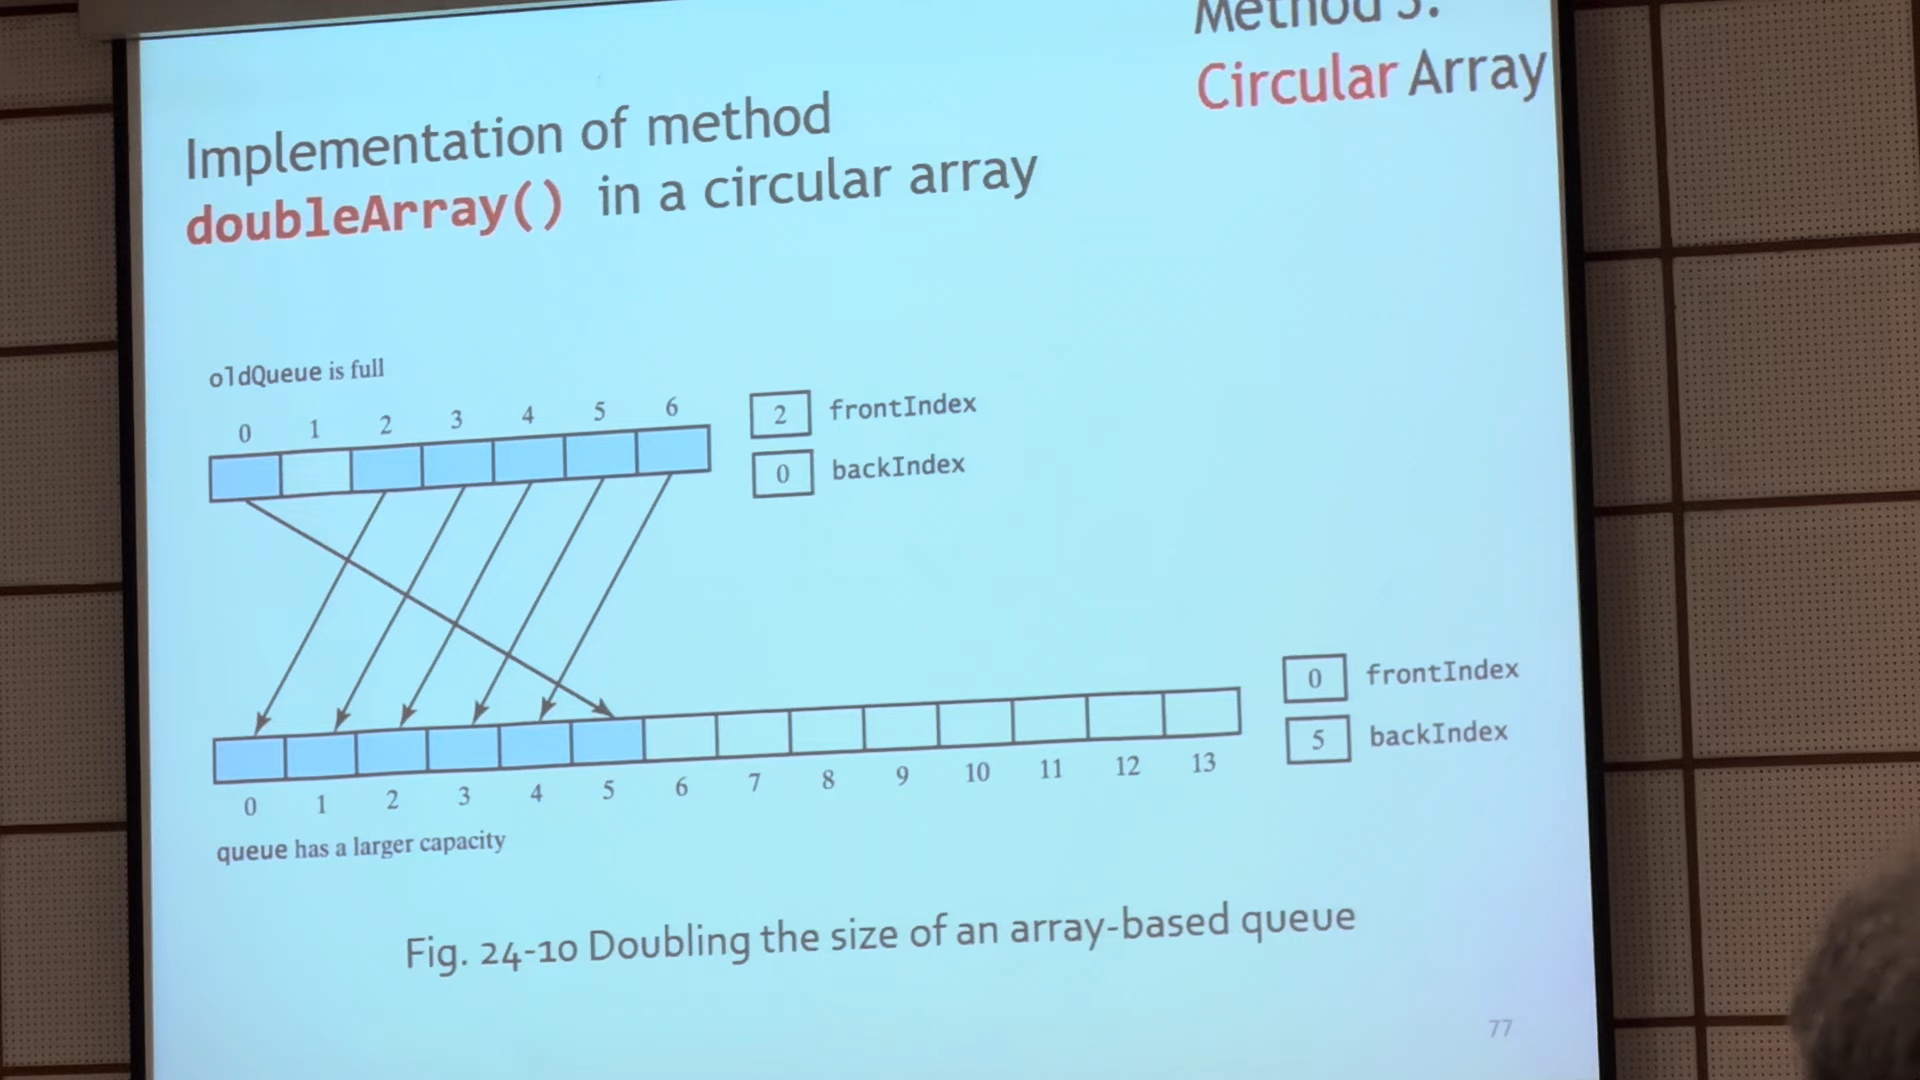 Method 3:
Circular Array
Implementation of method
doubleArray() in a circular array
oldQueue is full
0 1 2 3 4 5 6
2 frontIndex
0 backIndex
0 frontIndex
5 backIndex
0 1 2 3 4 5 6 7 8 9 10 11 12 13
queue has a larger capacity
Fig. 24-10 Doubling the size of an array-based queue
77